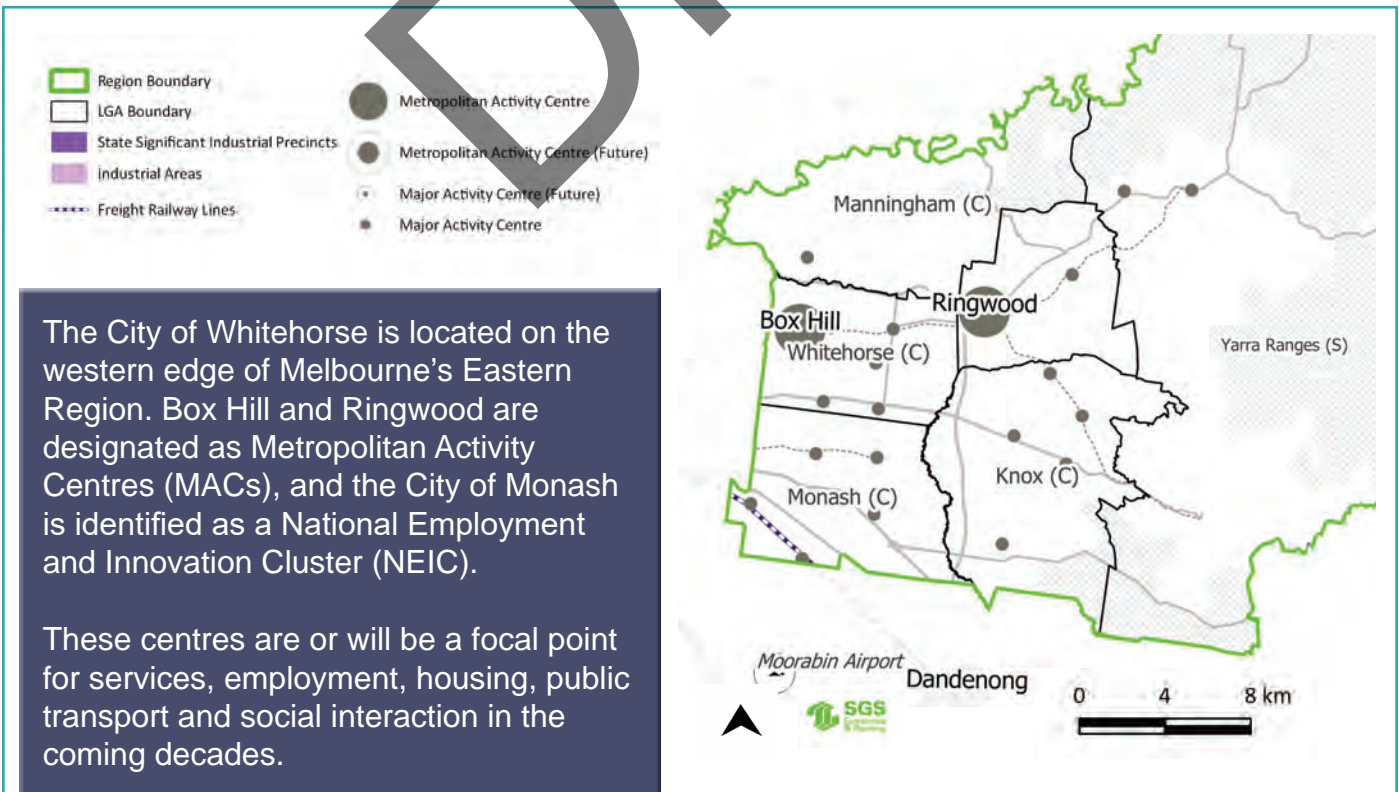 Region Boundary
LGA Boundary
State Significant Industrial Precincts
Industrial Areas
Freight Railway Lines
Metropolitan Activity Centre
Metropolitan Activity Centre (Future)
Major Activity Centre (Future)
Major Activity Centre
The City of Whitehorse is located on the
western edge of Melbourne’s Eastern
Region. Box Hill and Ringwood are
designated as Metropolitan Activity
Centres (MACs), and the City of Monash
is identified as a National Employment
and Innovation Cluster (NEIC).
These centres are or will be a focal point
for services, employment, housing, public
transport and social interaction in the
coming decades.
Manningham (C)
Ringwood
Box Hill
Whitehorse (C)
Yarra Ranges (S)
Knox (C)
Monash (C)
Moorabin Airport
Dandenong
0 4 8 km
SGS
Economics
& Planning